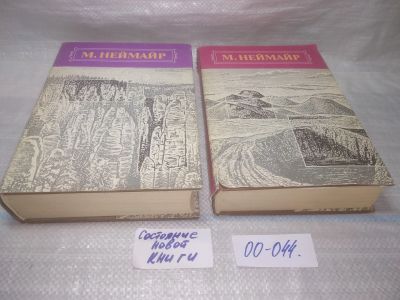 М. НЕЙМАЙР
М. НЕЙМАЙР
Состояние
новой
книги
00-044.